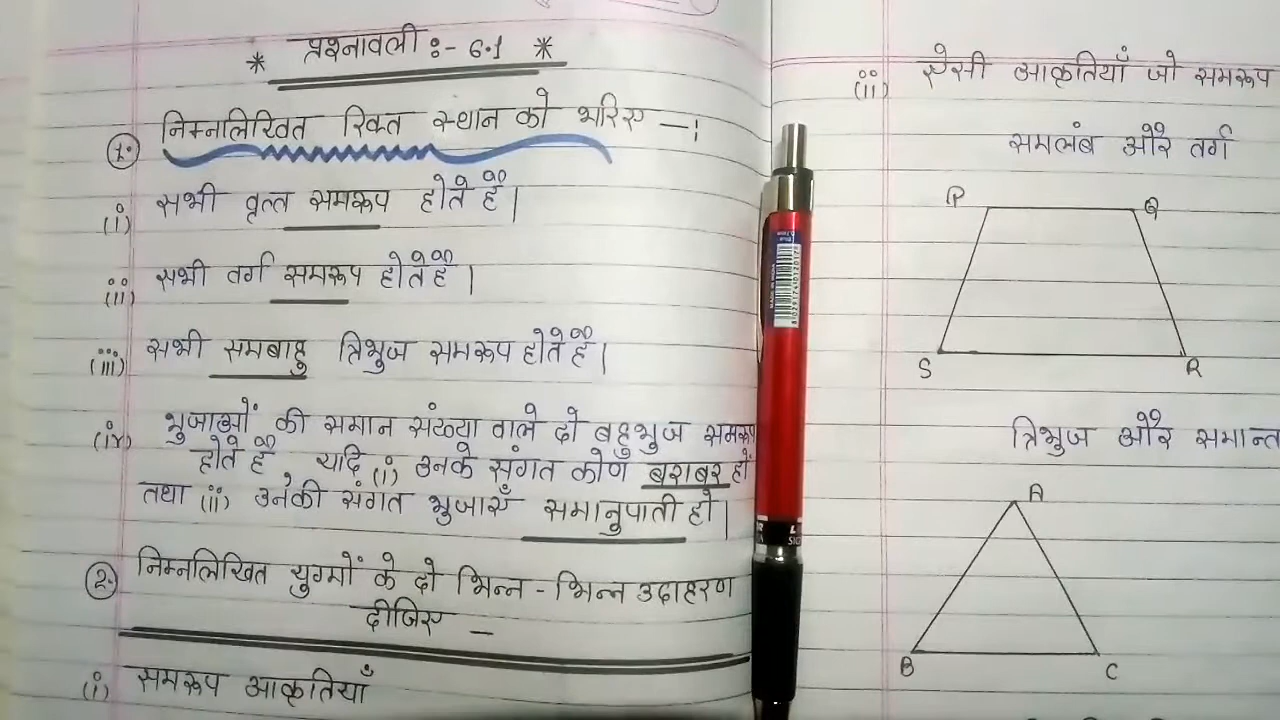 * प्रश्नावली :- 6.1 *
1. निम्नलिखित रिक्त स्थान को भरिए —:
(i) सभी वृत्त समरूप होते हैं।
(ii) सभी वर्ग समरूप होते हैं।
(iii) सभी समबाहु त्रिभुज समरूप होते हैं।
(iv) भुजाओं की समान संख्या वाले दो बहुभुज समरूप
होते हैं, यदि (i) उनके संगत कोण बराबर हों
तथा (ii) उनकी संगत भुजाएँ समानुपाती हो।
2. निम्नलिखित युग्मों के दो भिन्न - भिन्न उदाहरण
दीजिए —
(i) समरूप आकृतियाँ
(ii) ऐसी आकृतियाँ जो समरूप
समलंब और वर्ग
P Q
S R
त्रिभुज और समान्त
A
B C